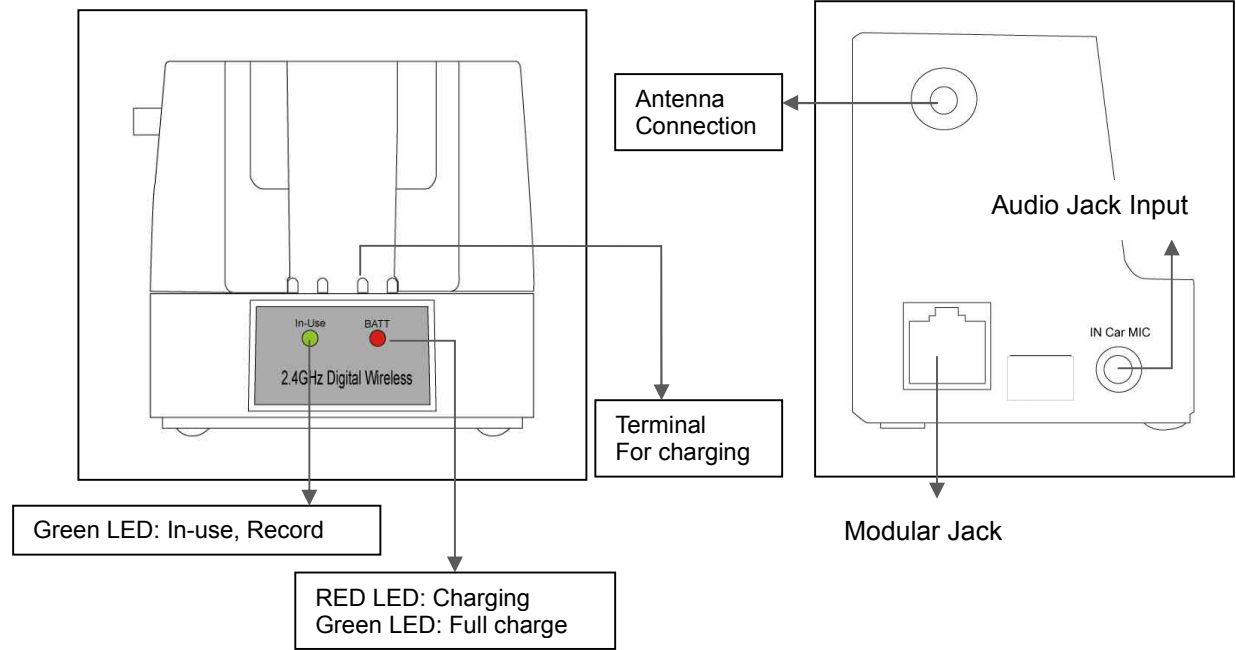 Antenna
Connection
Audio Jack Input
In-Use BATT
2.4GHz Digital Wireless
IN Car MIC
Terminal
For charging
Green LED: In-use, Record
Modular Jack
RED LED: Charging
Green LED: Full charge